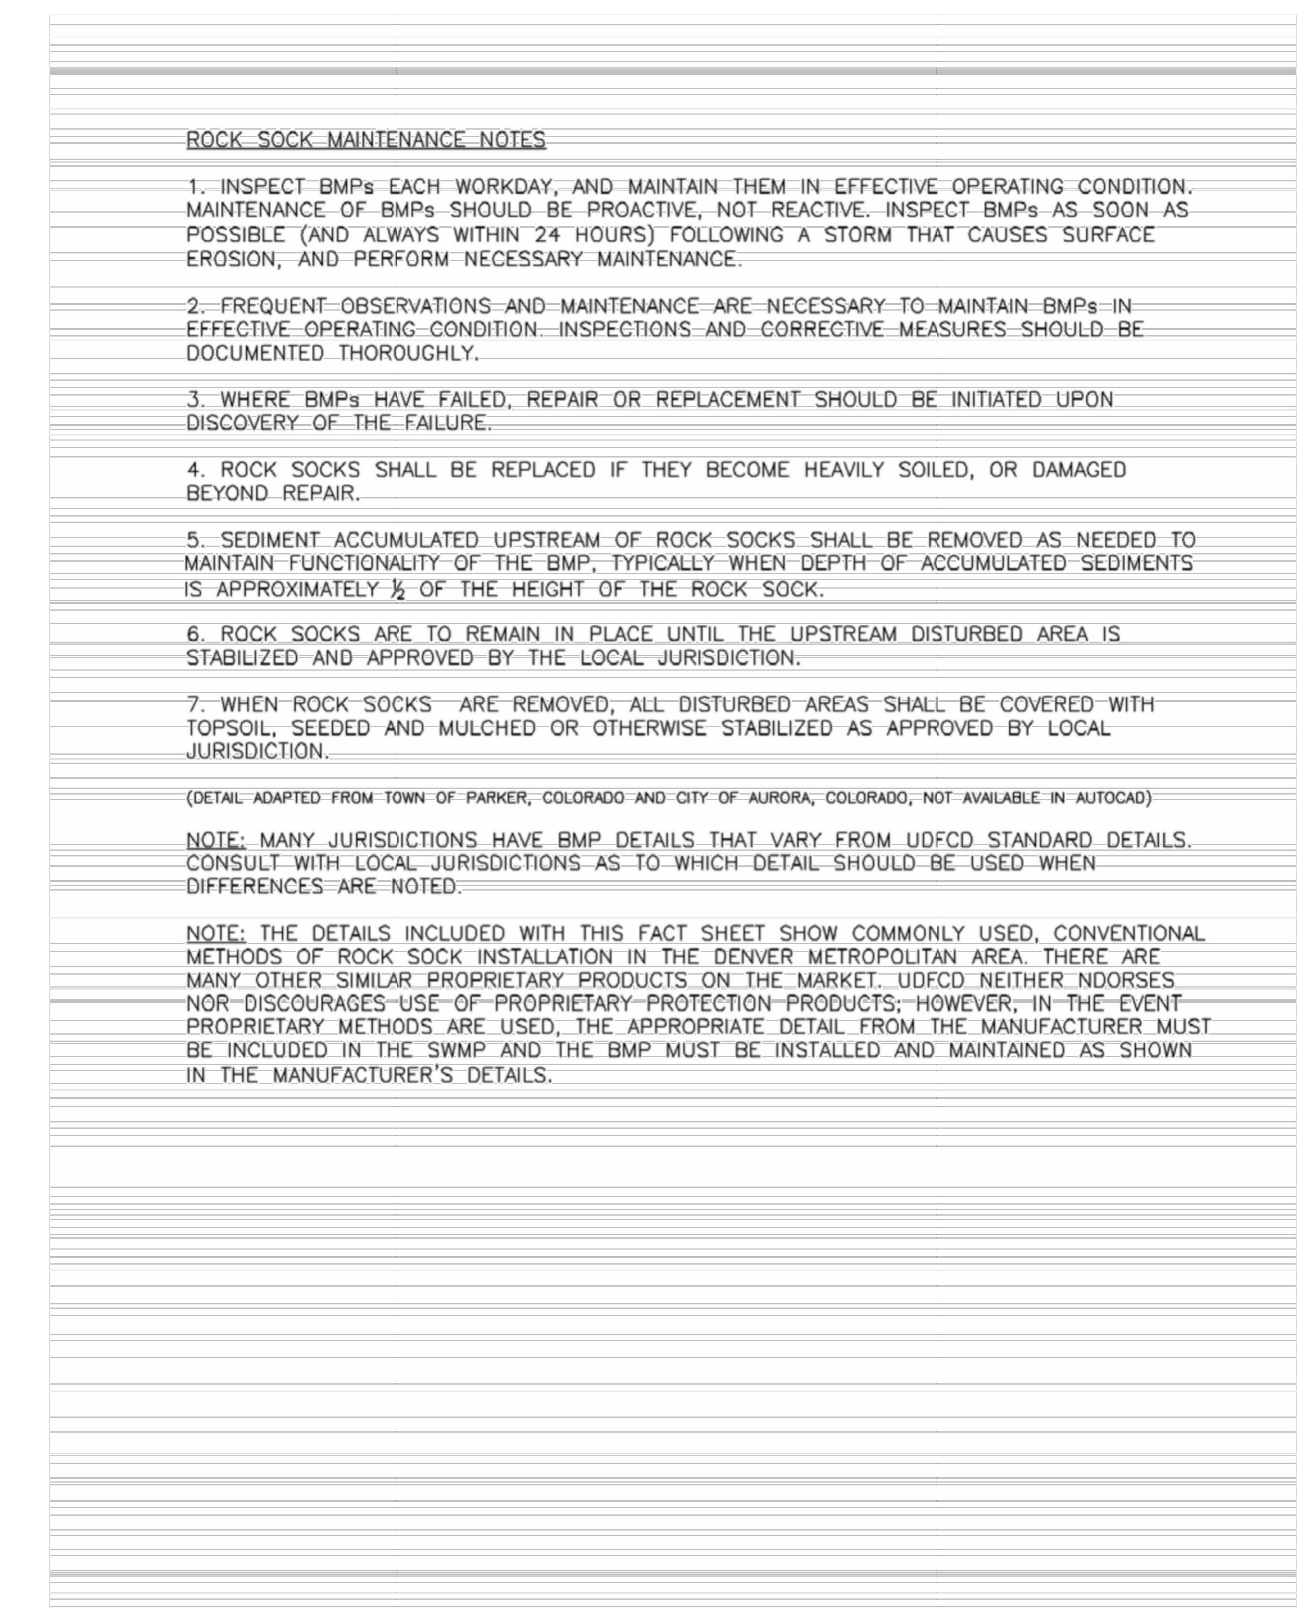 ROCK SOCK MAINTENANCE NOTES
1. INSPECT BMPs EACH WORKDAY, AND MAINTAIN THEM IN EFFECTIVE OPERATING CONDITION.
MAINTENANCE OF BMPs SHOULD BE PROACTIVE, NOT REACTIVE. INSPECT BMPs AS SOON AS
POSSIBLE (AND ALWAYS WITHIN 24 HOURS) FOLLOWING A STORM THAT CAUSES SURFACE
EROSION, AND PERFORM NECESSARY MAINTENANCE.
2. FREQUENT OBSERVATIONS AND MAINTENANCE ARE NECESSARY TO MAINTAIN BMPs IN
EFFECTIVE OPERATING CONDITION. INSPECTIONS AND CORRECTIVE MEASURES SHOULD BE
DOCUMENTED THOROUGHLY.
3. WHERE BMPs HAVE FAILED, REPAIR OR REPLACEMENT SHOULD BE INITIATED UPON
DISCOVERY OF THE FAILURE.
4. ROCK SOCKS SHALL BE REPLACED IF THEY BECOME HEAVILY SOILED, OR DAMAGED
BEYOND REPAIR.
5. SEDIMENT ACCUMULATED UPSTREAM OF ROCK SOCKS SHALL BE REMOVED AS NEEDED TO
MAINTAIN FUNCTIONALITY OF THE BMP, TYPICALLY WHEN DEPTH OF ACCUMULATED SEDIMENTS
IS APPROXIMATELY ½ OF THE HEIGHT OF THE ROCK SOCK.
6. ROCK SOCKS ARE TO REMAIN IN PLACE UNTIL THE UPSTREAM DISTURBED AREA IS
STABILIZED AND APPROVED BY THE LOCAL JURISDICTION.
7. WHEN ROCK SOCKS ARE REMOVED, ALL DISTURBED AREAS SHALL BE COVERED WITH
TOPSOIL, SEEDED AND MULCHED OR OTHERWISE STABILIZED AS APPROVED BY LOCAL
JURISDICTION.
(DETAIL ADAPTED FROM TOWN OF PARKER, COLORADO AND CITY OF AURORA, COLORADO, NOT AVAILABLE IN AUTOCAD)
NOTE: MANY JURISDICTIONS HAVE BMP DETAILS THAT VARY FROM UDFCD STANDARD DETAILS.
CONSULT WITH LOCAL JURISDICTIONS AS TO WHICH DETAIL SHOULD BE USED WHEN
DIFFERENCES ARE NOTED.
NOTE: THE DETAILS INCLUDED WITH THIS FACT SHEET SHOW COMMONLY USED, CONVENTIONAL
METHODS OF ROCK SOCK INSTALLATION IN THE DENVER METROPOLITAN AREA. THERE ARE
MANY OTHER SIMILAR PROPRIETARY PRODUCTS ON THE MARKET. UDFCD NEITHER NDORSES
NOR DISCOURAGES USE OF PROPRIETARY PROTECTION PRODUCTS; HOWEVER, IN THE EVENT
PROPRIETARY METHODS ARE USED, THE APPROPRIATE DETAIL FROM THE MANUFACTURER MUST
BE INCLUDED IN THE SWMP AND THE BMP MUST BE INSTALLED AND MAINTAINED AS SHOWN
IN THE MANUFACTURER'S DETAILS.